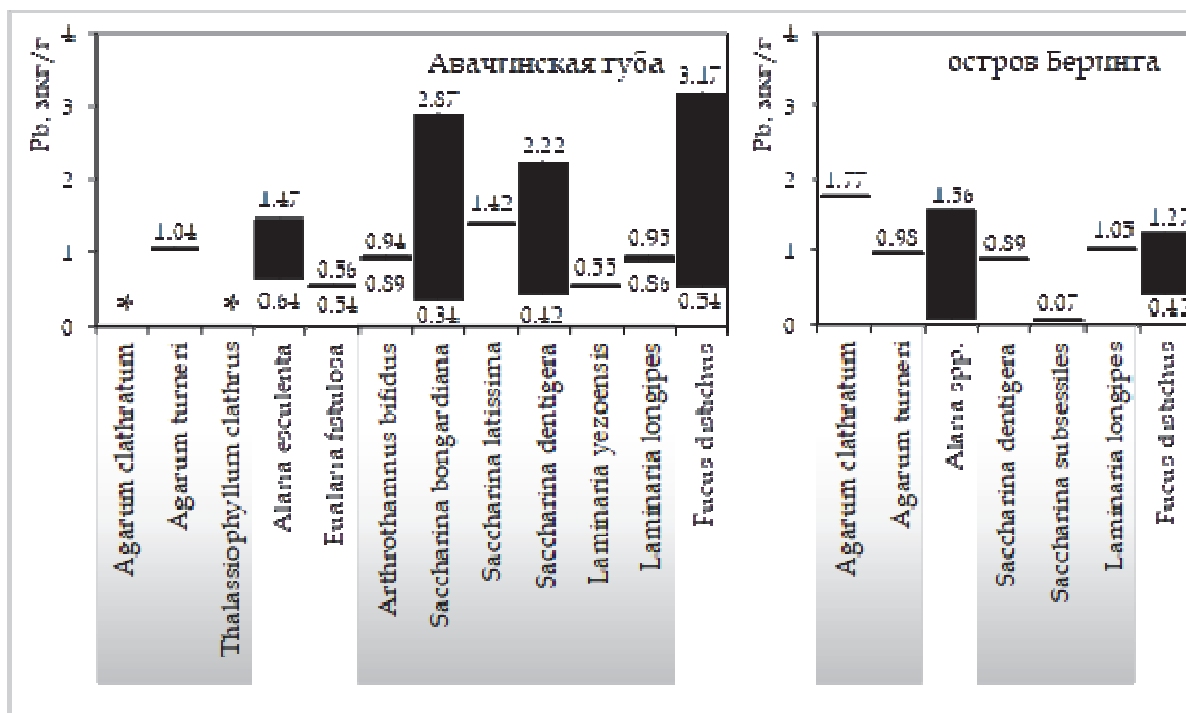 Pb, мкг/г
4
3
2
1
0
Авачинская губа
*
1.04
*
1.47
0.64
0.56
0.54
0.94
0.89
2.87
0.34
1.42
2.22
0.42
0.55
0.95
0.86
3.17
0.54
Agarum clathratum
Agarum turneri
Thalassiophyllum clathrus
Alaria esculenta
Eualaria fistulosa
Arthrothamnus bifidus
Saccharina bongardiana
Saccharina latissima
Saccharina dentigera
Laminaria yezoensis
Laminaria longipes
Fucus distichus
Pb, мкг/г
4
3
2
1
0
остров Беринга
1.77
0.98
1.56
0.89
0.07
1.05
1.27
0.42
Agarum clathratum
Agarum turneri
Alaria spp.
Saccharina dentigera
Saccharina subsessiles
Laminaria longipes
Fucus distichus